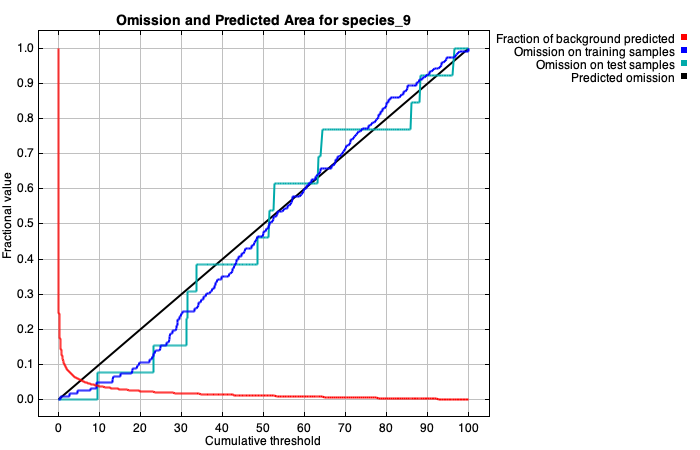 Omission and Predicted Area for species_9
Fraction of background predicted
Omission on training samples
Omission on test samples
Predicted omission
Fractional value
1.0
0.9
0.8
0.7
0.6
0.5
0.4
0.3
0.2
0.1
0.0
0 10 20 30 40 50 60 70 80 90 100
Cumulative threshold